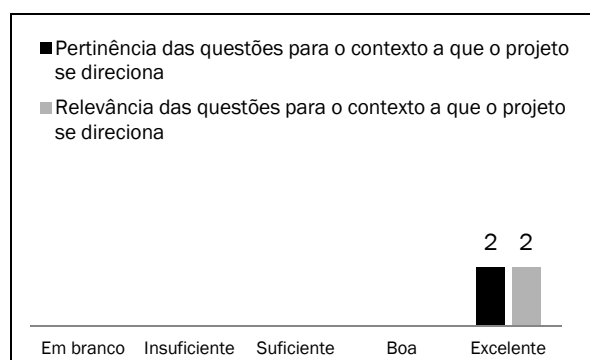 Pertinência das questões para o contexto a que o projeto
se direciona
Relevância das questões para o contexto a que o projeto
se direciona
2 2
Em branco Insuficiente Suficiente Boa Excelente